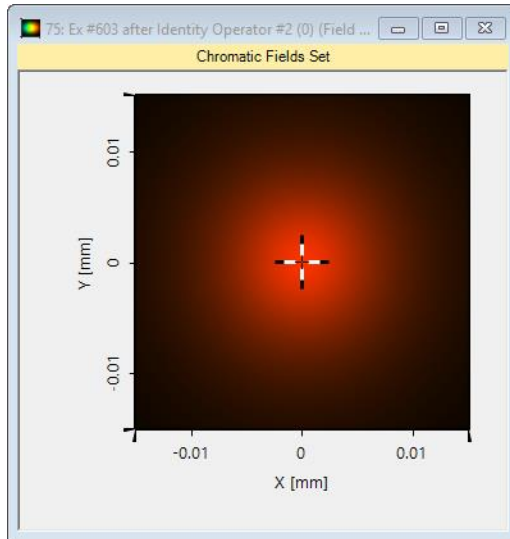 75: Ex #603 after Identity Operator #2 (0) (Field ...
Chromatic Fields Set
0.01
0
-0.01
Y [mm]
-0.01 0 0.01
X [mm]